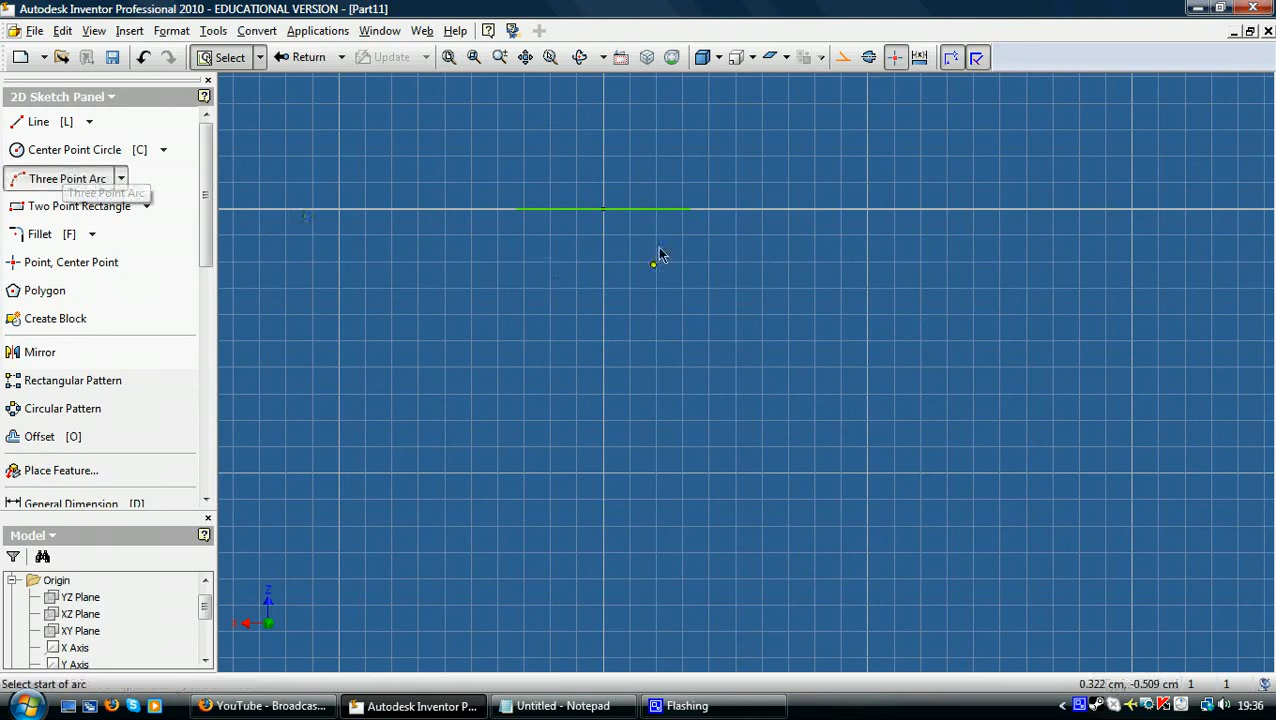 Autodesk Inventor Professional 2010 - EDUCATIONAL VERSION - [Part11]
File Edit View Insert Format Tools Convert Applications Window Web Help
Select Return Update
2D Sketch Panel
Line [L]
Center Point Circle [C]
Three Point Arc
Three Point Arc
Two Point Rectangle
Fillet [F]
Point, Center Point
Polygon
Create Block
Mirror
Rectangular Pattern
Circular Pattern
Offset [O]
Place Feature...
General Dimension [D]
Model
Origin
YZ Plane
XZ Plane
XY Plane
X Axis
Y Axis
Z
Select start of arc
0.322 cm, -0.509 cm 1 1
YouTube - Broadcas... Autodesk Inventor P... Untitled - Notepad Flashing 19:36